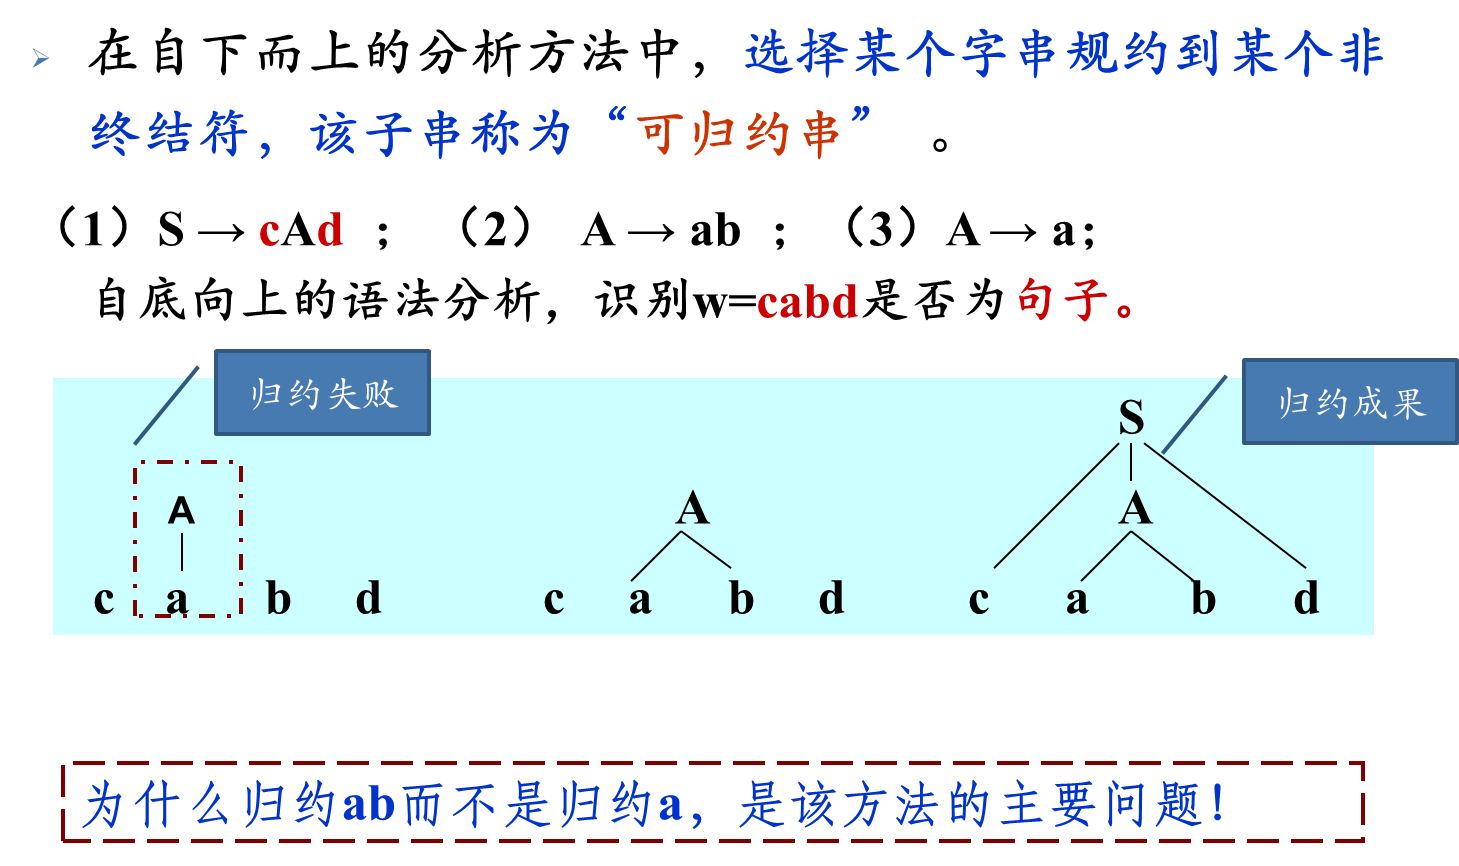 在自下而上的分析方法中，选择某个字串规约到某个非
终结符，该子串称为“可归约串” 。
（1）S → cAd ； （2） A → ab ； （3）A → a；
自底向上的语法分析，识别w=cabd是否为句子。
归约失败
归约成果
S
A A A
c a b d c a b d c a b d
为什么归约ab而不是归约a，是该方法的主要问题！